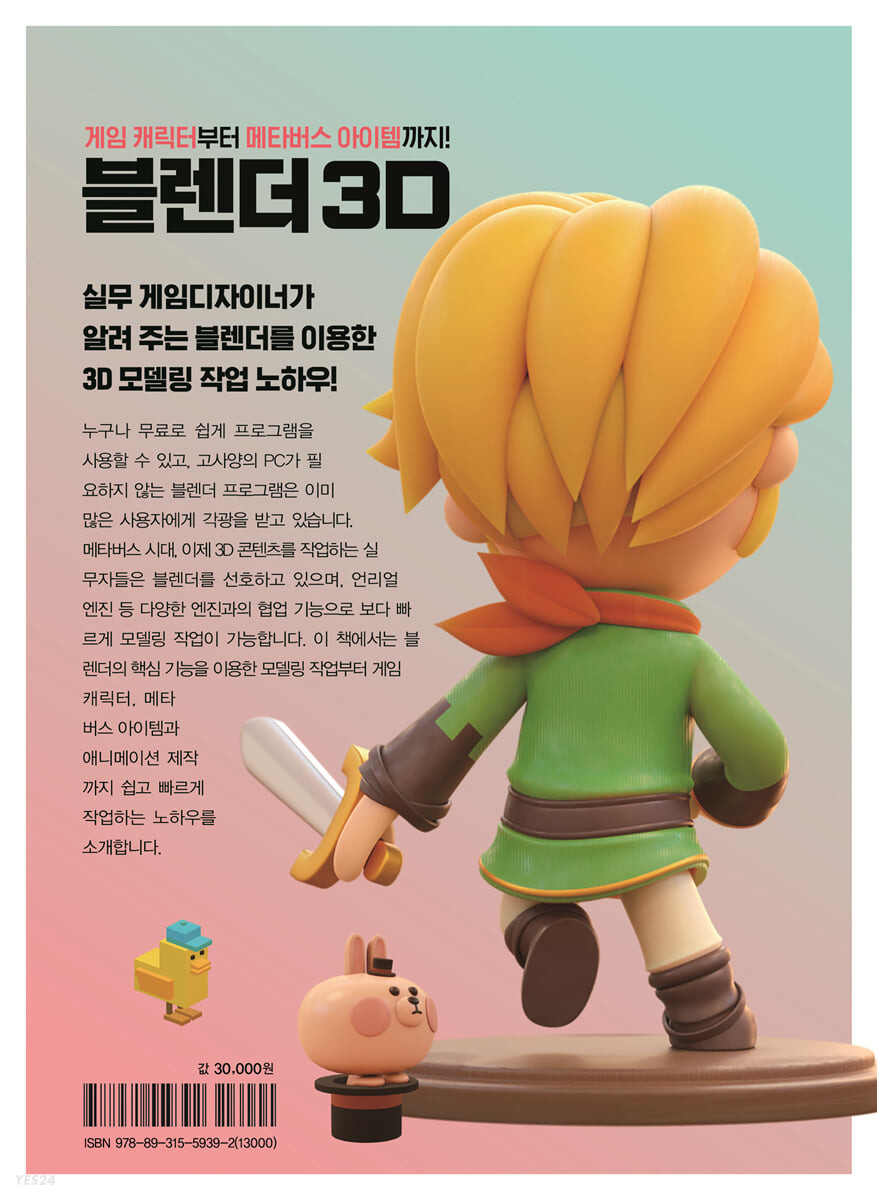 게임 캐릭터부터 메타버스 아이템까지!
블렌더 3D
실무 게임디자이너가
알려 주는 블렌더를 이용한
3D 모델링 작업 노하우!
누구나 무료로 쉽게 프로그램을
사용할 수 있고, 고사양의 PC가 필
요하지 않는 블렌더 프로그램은 이미
많은 사용자에게 각광을 받고 있습니다.
메타버스 시대, 이제 3D 콘텐츠를 작업하는 실
무자들은 블렌더를 선호하고 있으며, 언리얼
엔진 등 다양한 엔진과의 협업 기능으로 보다 빠
르게 모델링 작업이 가능합니다. 이 책에서는 블
렌더의 핵심 기능을 이용한 모델링 작업부터 게임
캐릭터, 메타
버스 아이템과
애니메이션 제작
까지 쉽고 빠르게
작업하는 노하우를
소개합니다.
값 30,000원
ISBN 978-89-315-5939-2(13000)
YES24